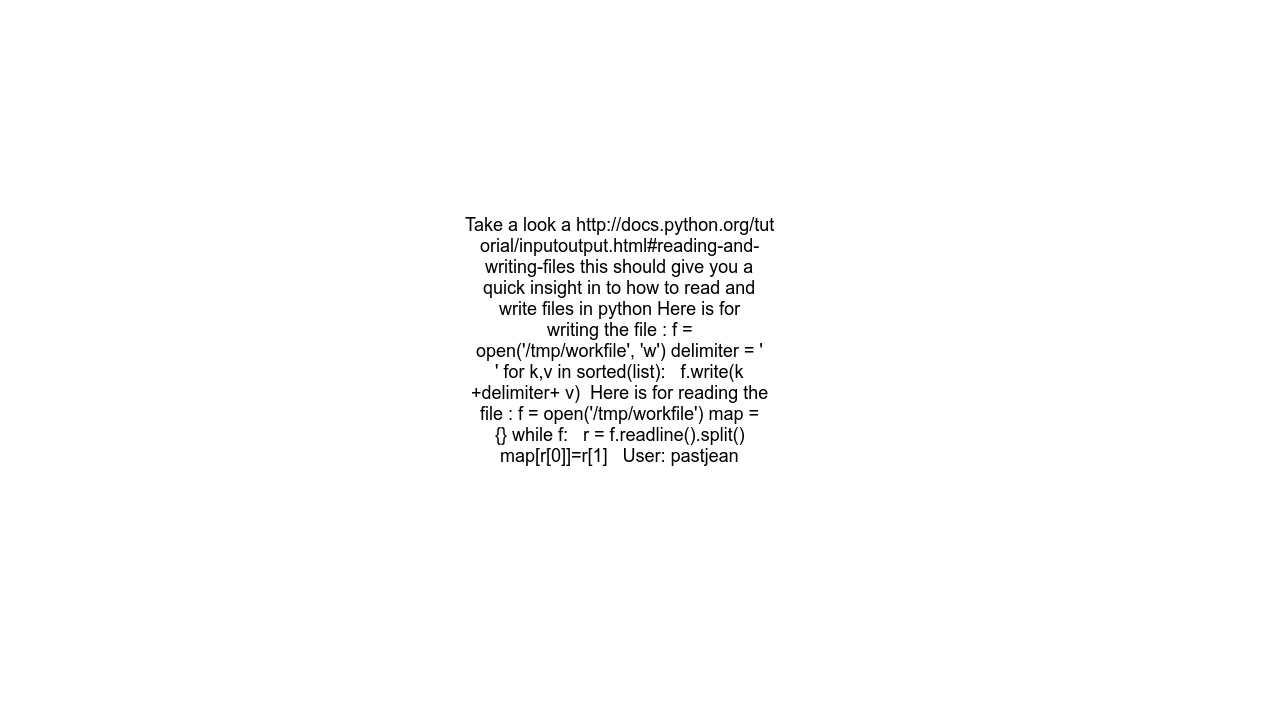 Take a look a http://docs.python.org/tut
orial/inputoutput.html#reading-and-
writing-files this should give you a
quick insight in to how to read and
write files in python Here is for
writing the file : f =
open('/tmp/workfile', 'w') delimiter = '
' for k,v in sorted(list):   f.write(k
+delimiter+ v)  Here is for reading the
file : f = open('/tmp/workfile') map =
{} while f:   r = f.readline().split()
map[r[0]]=r[1]   User: pastjean